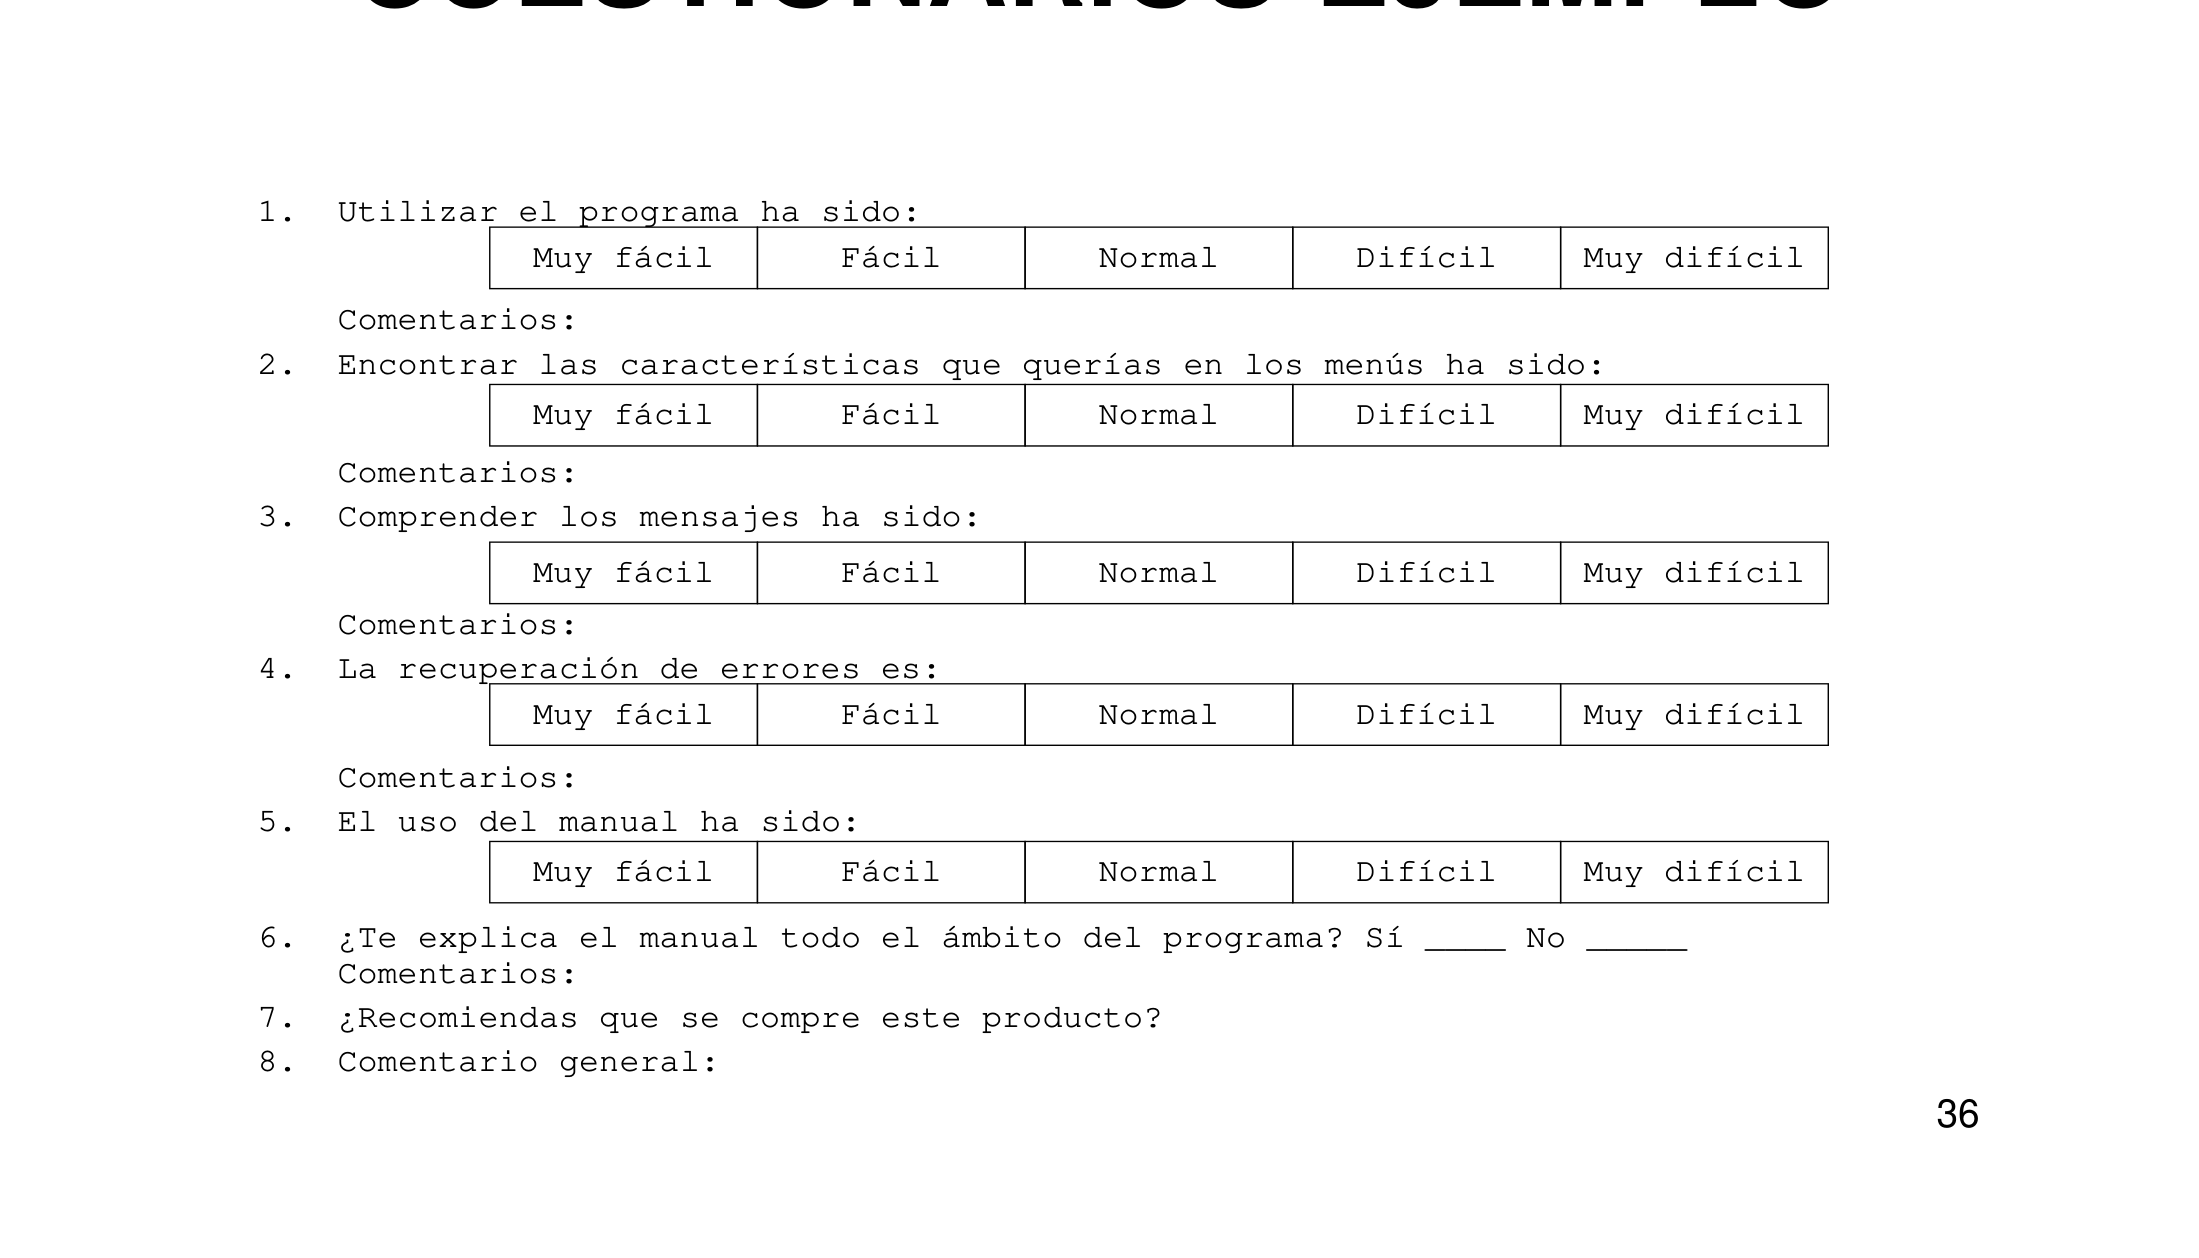 1. Utilizar el programa ha sido:
Muy fácil Fácil Normal Difícil Muy difícil
Comentarios:
2. Encontrar las características que querías en los menús ha sido:
Muy fácil Fácil Normal Difícil Muy difícil
Comentarios:
3. Comprender los mensajes ha sido:
Muy fácil Fácil Normal Difícil Muy difícil
Comentarios:
4. La recuperación de errores es:
Muy fácil Fácil Normal Difícil Muy difícil
Comentarios:
5. El uso del manual ha sido:
Muy fácil Fácil Normal Difícil Muy difícil
6. ¿Te explica el manual todo el ámbito del programa? Sí ____ No _____
Comentarios:
7. ¿Recomiendas que se compre este producto?
8. Comentario general:
36